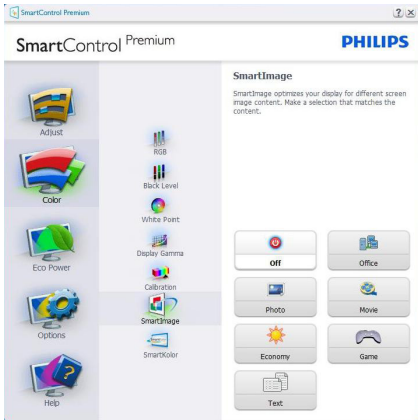 SmartControl Premium
SmartControl Premium
PHILIPS
Adjust
Color
Eco Power
Options
Help
RGB
Black Level
White Point
Display Gamma
Calibration
SmartImage
SmartKolor
SmartImage
SmartImage optimizes your display for different screen
image content. Make a selection that matches the
content.
Off
Office
Photo
Movie
Economy
Game
Text